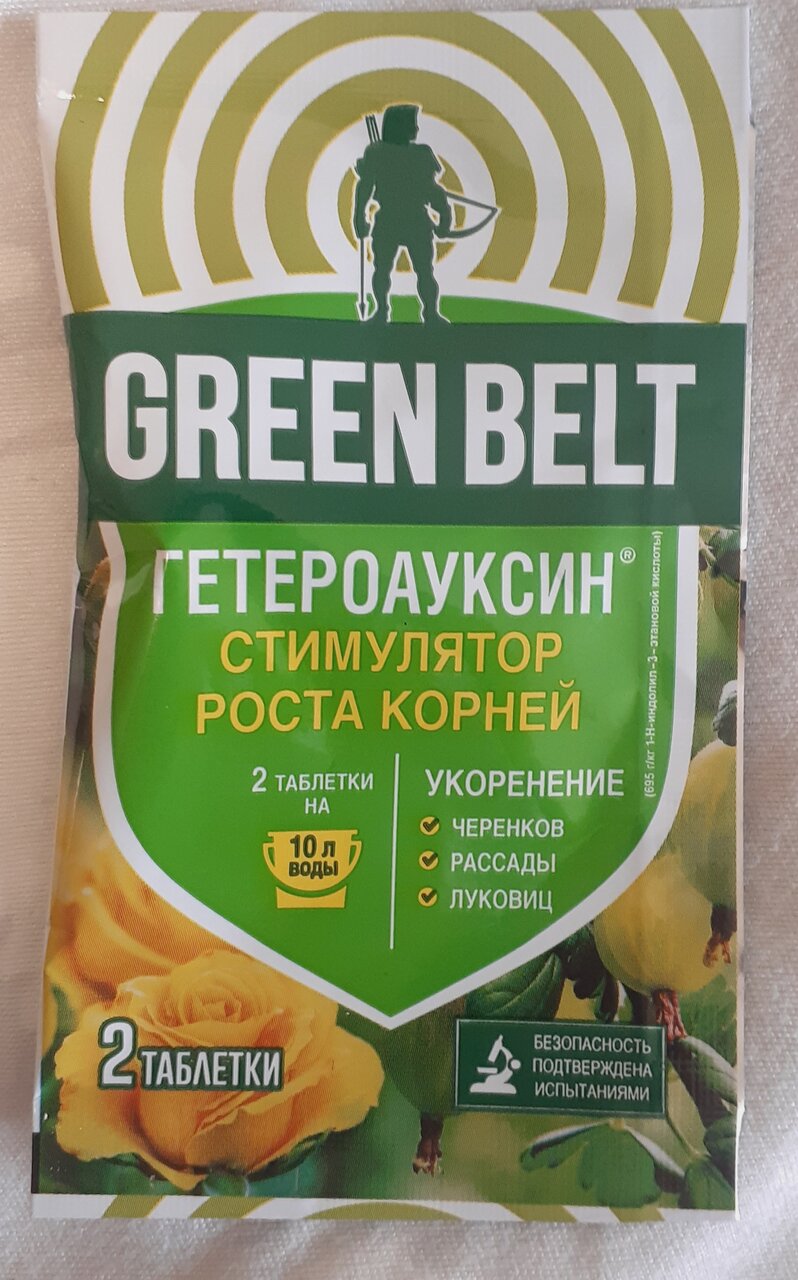 GREEN BELT
ГЕТЕРОАУКСИН®
СТИМУЛЯТОР
РОСТА КОРНЕЙ
(695 г/кг 1-Н-индолил-3-этановой кислоты)
2 ТАБЛЕТКИ
НА
10 л
ВОДЫ
УКОРЕНЕНИЕ
ЧЕРЕНКОВ
РАССАДЫ
ЛУКОВИЦ
2 ТАБЛЕТКИ
БЕЗОПАСНОСТЬ
ПОДТВЕРЖДЕНА
ИСПЫТАНИЯМИ